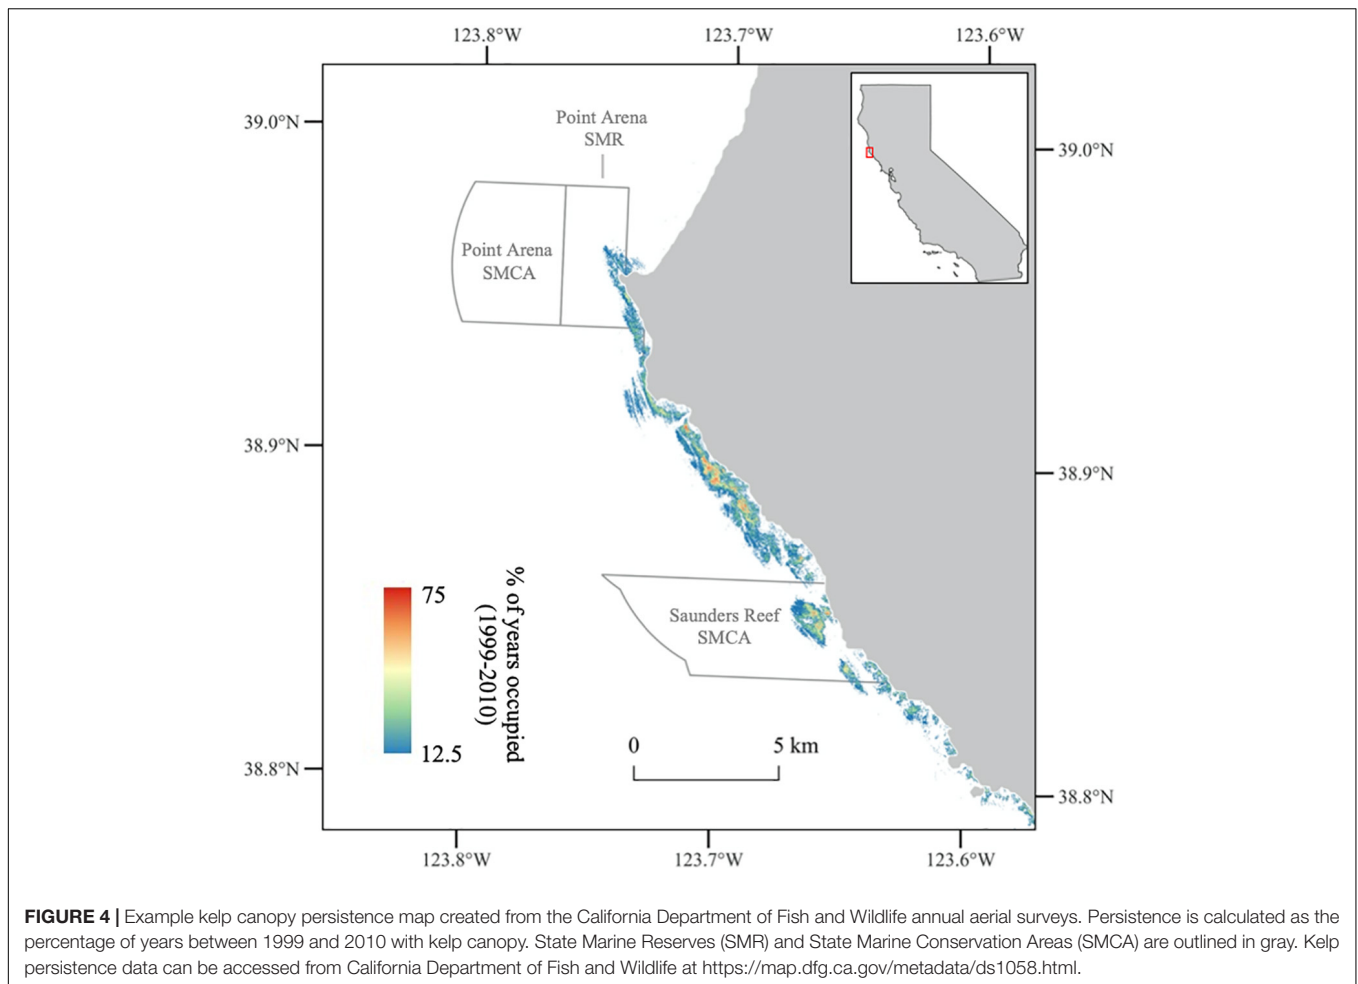 123.8°W 123.7°W 123.6°W
39.0°N
39.0°N
Point Arena
SMR
Point Arena
SMCA
38.9°N
38.9°N
Saunders Reef
SMCA
75
12.5
% of years occupied
(1999-2010)
0 5 km
38.8°N
38.8°N
123.8°W 123.7°W 123.6°W
FIGURE 4 | Example kelp canopy persistence map created from the California Department of Fish and Wildlife annual aerial surveys. Persistence is calculated as the
percentage of years between 1999 and 2010 with kelp canopy. State Marine Reserves (SMR) and State Marine Conservation Areas (SMCA) are outlined in gray. Kelp
persistence data can be accessed from California Department of Fish and Wildlife at https://map.dfg.ca.gov/metadata/ds1058.html.